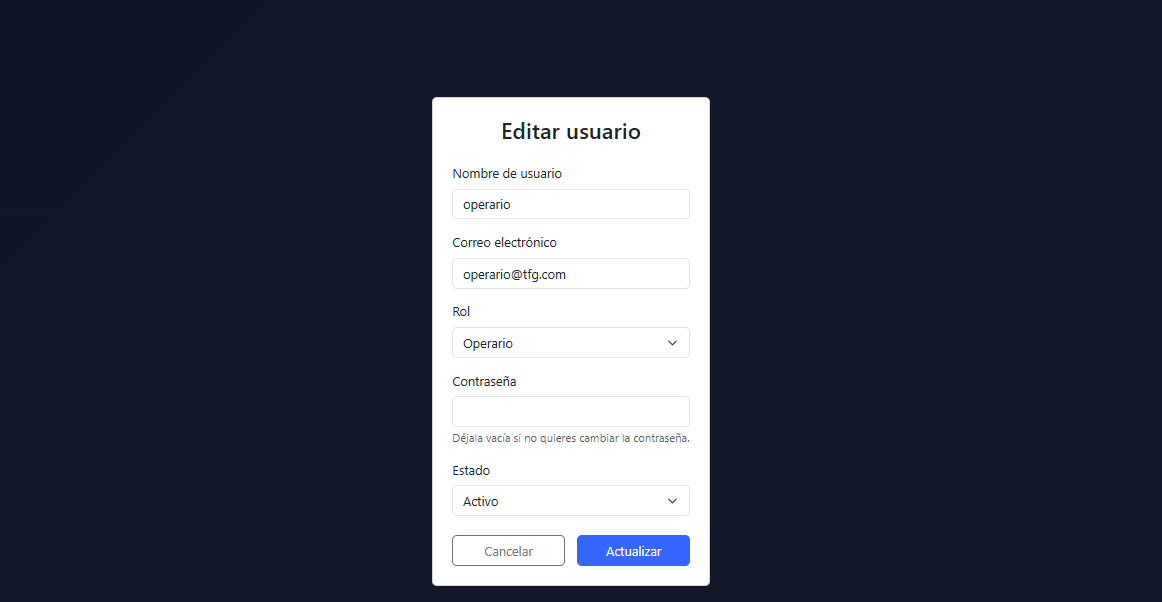 Editar usuario
Nombre de usuario
operario
Correo electrónico
operario@tfg.com
Rol
Operario
Contraseña
Déjala vacía si no quieres cambiar la contraseña.
Estado
Activo
Cancelar
Actualizar